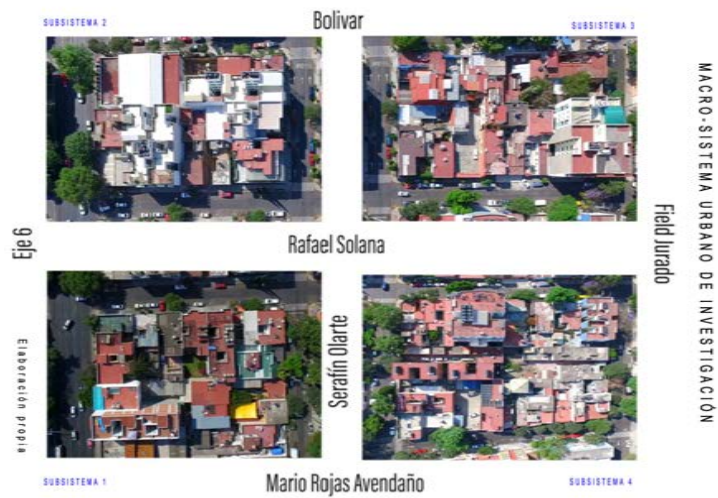 SUBSISTEMA 2
Bolivar
SUBSISTEMA 3
MACRO-SISTEMA URBANO DE INVESTIGACIÓN
Eje 6
Rafael Solana
Field Jurado
Serafín Olarte
Elaboración propia
SUBSISTEMA 1
Mario Rojas Avendaño
SUBSISTEMA 4